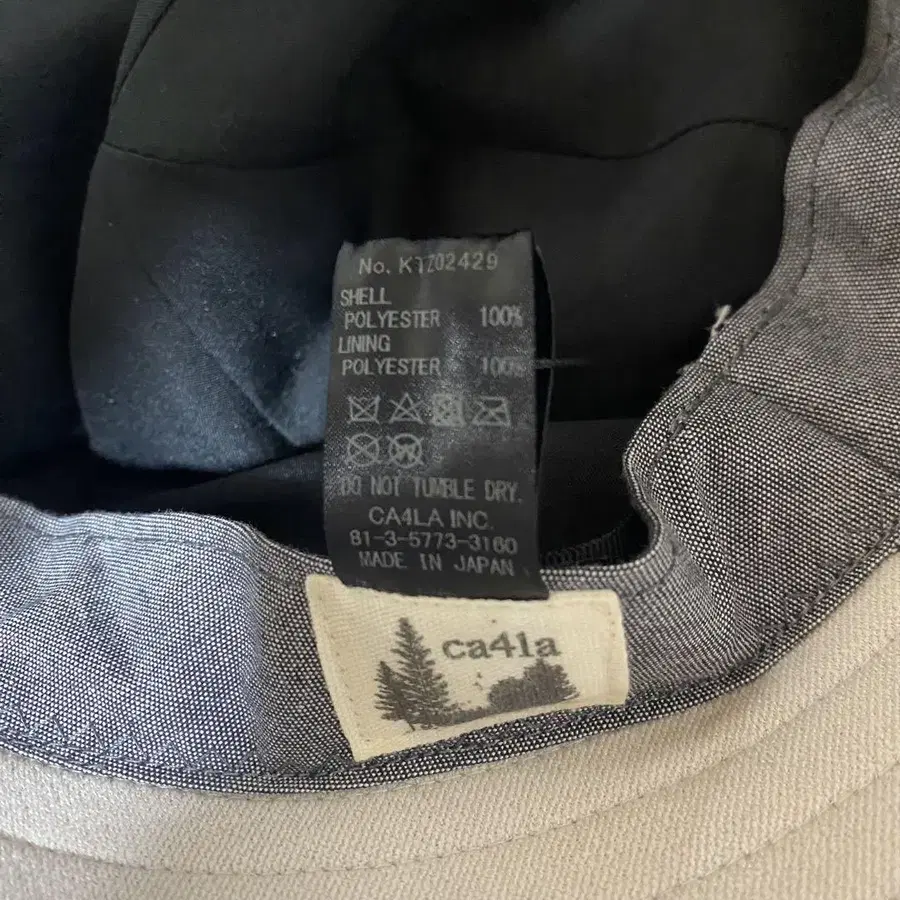 No. KTZ02429
SHELL
POLYESTER 100%
LINING
POLYESTER 100%
DO NOT TUMBLE DRY.
CA4LA INC.
81-3-5773-3160
MADE IN JAPAN
ca4la